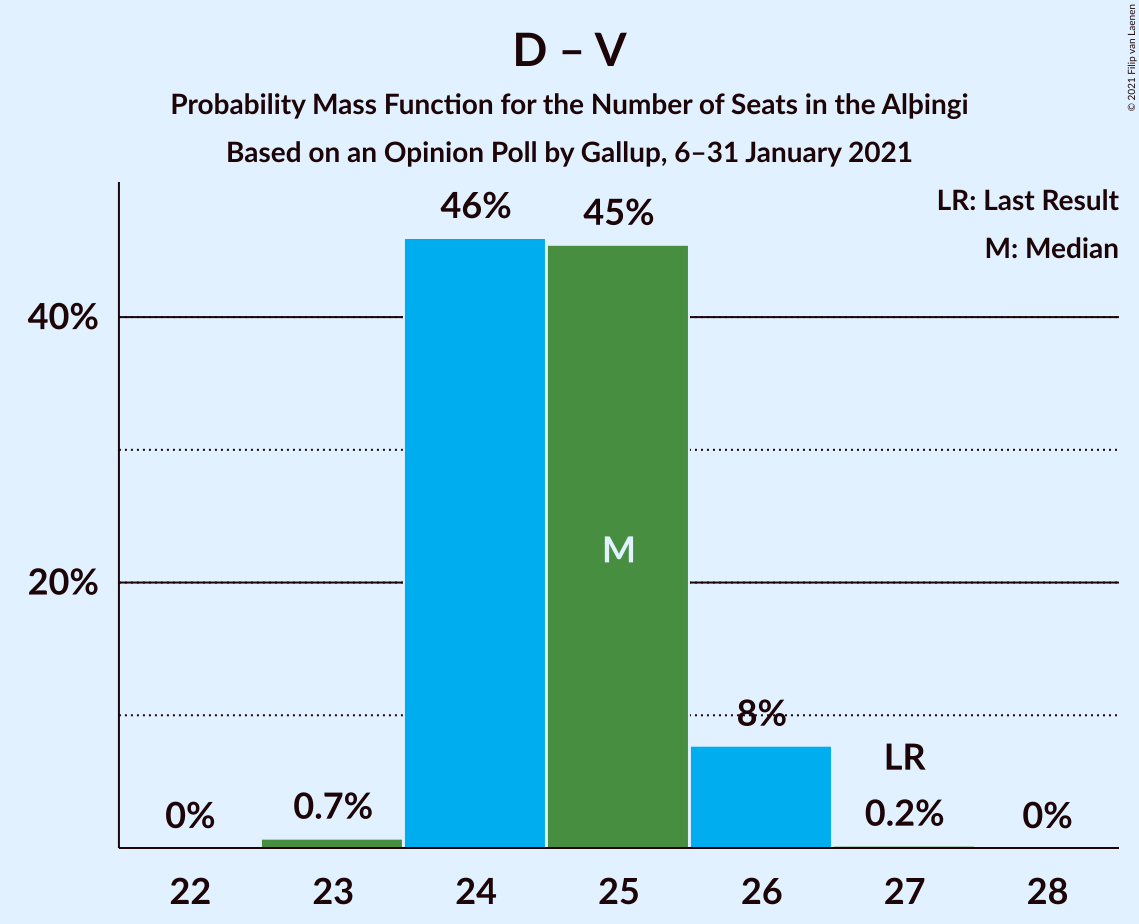 D – V
Probability Mass Function for the Number of Seats in the Alþingi
Based on an Opinion Poll by Gallup, 6–31 January 2021
© 2021 Filip van Laenen
LR: Last Result
M: Median
46%
45%
40%
M
20%
8%
LR
0%
0.7%
0.2%
0%
22
23
24
25
26
27
28